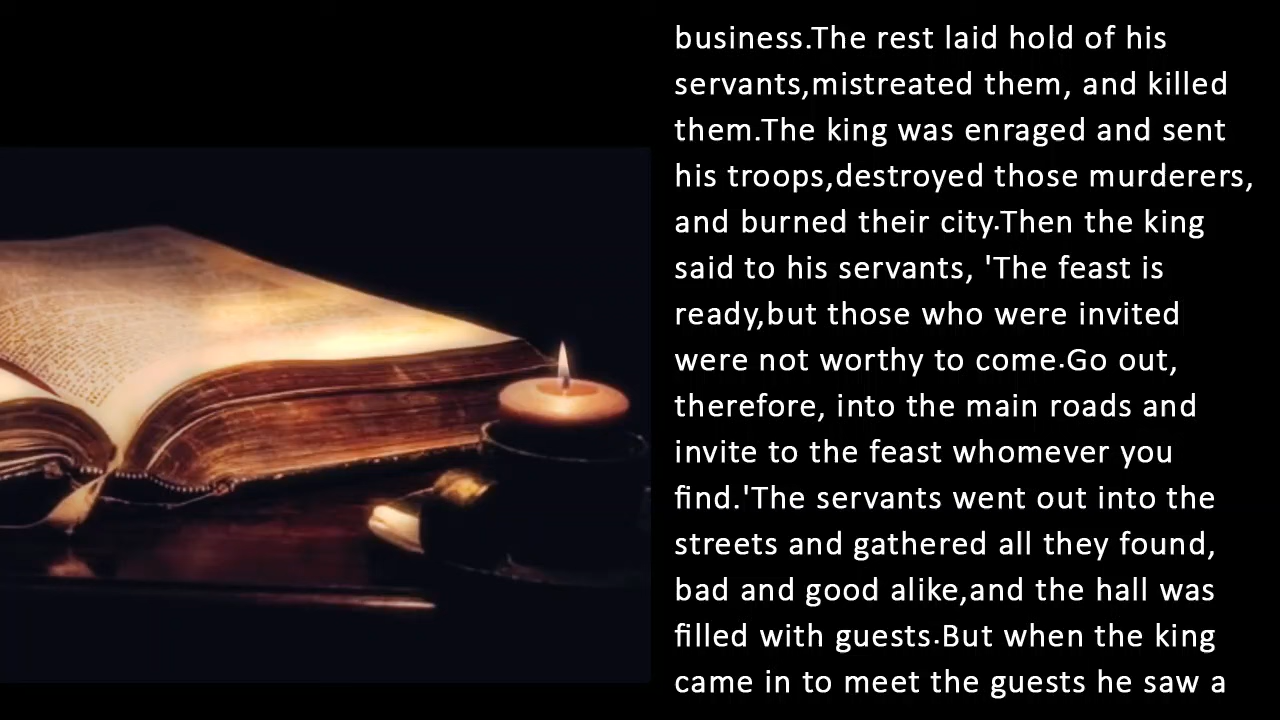 business.The rest laid hold of his
servants,mistreated them, and killed
them.The king was enraged and sent
his troops,destroyed those murderers,
and burned their city.Then the king
said to his servants, 'The feast is
ready,but those who were invited
were not worthy to come.Go out,
therefore, into the main roads and
invite to the feast whomever you
find.'The servants went out into the
streets and gathered all they found,
bad and good alike,and the hall was
filled with guests.But when the king
came in to meet the guests he saw a